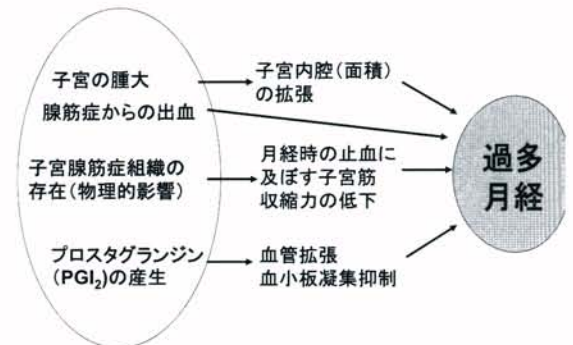 子宮の腫大
子宮内腔（面積）
の拡張
腺筋症からの出血
子宮腺筋症組織の
存在（物理的影響）
月経時の止血に
及ぼす子宮筋
収縮力の低下
プロスタグランジン
（PGI₂）の産生
血管拡張
血小板凝集抑制
過多
月経